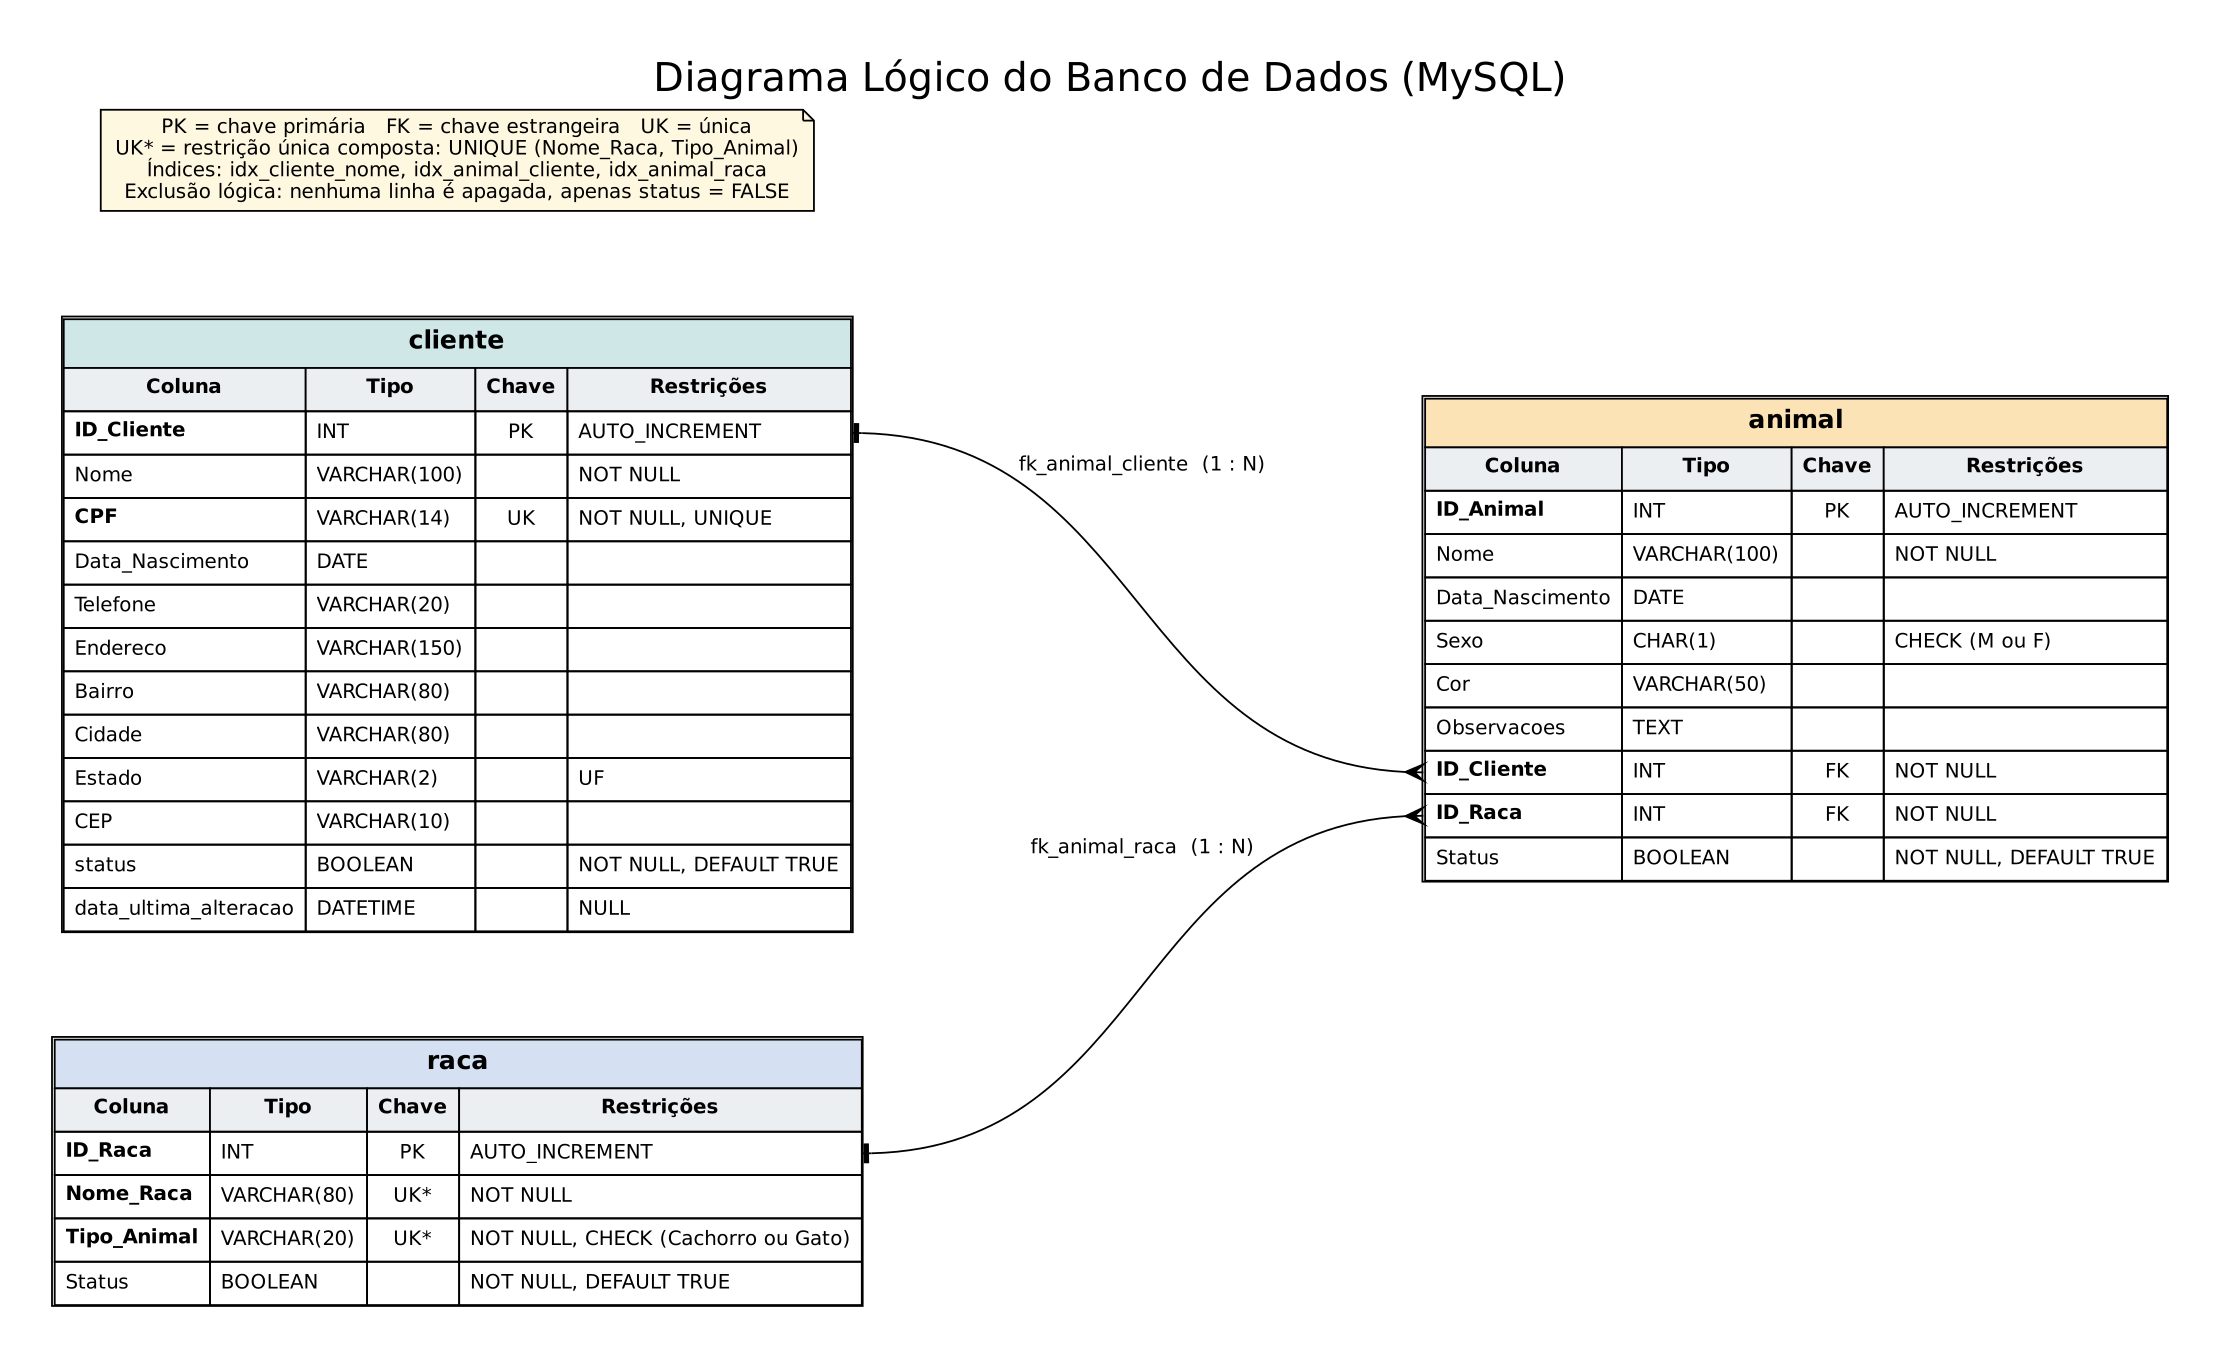 Diagrama Lógico do Banco de Dados (MySQL)
PK = chave primária   FK = chave estrangeira   UK = única
UK* = restrição única composta: UNIQUE (Nome_Raca, Tipo_Animal)
Índices: idx_cliente_nome, idx_animal_cliente, idx_animal_raca
Exclusão lógica: nenhuma linha é apagada, apenas status = FALSE
cliente
Coluna Tipo Chave Restrições
ID_Cliente INT PK AUTO_INCREMENT
Nome VARCHAR(100) NOT NULL
CPF VARCHAR(14) UK NOT NULL, UNIQUE
Data_Nascimento DATE
Telefone VARCHAR(20)
Endereco VARCHAR(150)
Bairro VARCHAR(80)
Cidade VARCHAR(80)
Estado VARCHAR(2) UF
CEP VARCHAR(10)
status BOOLEAN NOT NULL, DEFAULT TRUE
data_ultima_alteracao DATETIME NULL
fk_animal_cliente  (1 : N)
fk_animal_raca  (1 : N)
animal
Coluna Tipo Chave Restrições
ID_Animal INT PK AUTO_INCREMENT
Nome VARCHAR(100) NOT NULL
Data_Nascimento DATE
Sexo CHAR(1) CHECK (M ou F)
Cor VARCHAR(50)
Observacoes TEXT
ID_Cliente INT FK NOT NULL
ID_Raca INT FK NOT NULL
Status BOOLEAN NOT NULL, DEFAULT TRUE
raca
Coluna Tipo Chave Restrições
ID_Raca INT PK AUTO_INCREMENT
Nome_Raca VARCHAR(80) UK* NOT NULL
Tipo_Animal VARCHAR(20) UK* NOT NULL, CHECK (Cachorro ou Gato)
Status BOOLEAN NOT NULL, DEFAULT TRUE